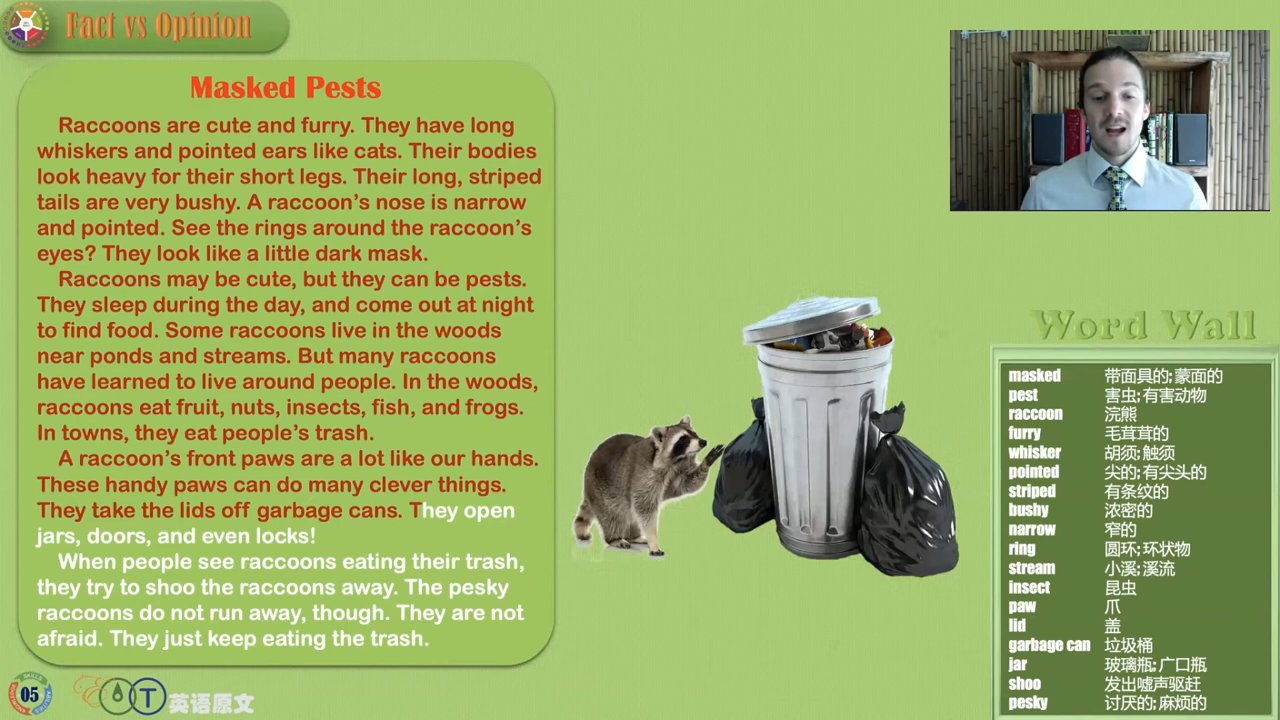 Fact vs Opinion
Masked Pests
Raccoons are cute and furry. They have long
whiskers and pointed ears like cats. Their bodies
look heavy for their short legs. Their long, striped
tails are very bushy. A raccoon's nose is narrow
and pointed. See the rings around the raccoon's
eyes? They look like a little dark mask.
Raccoons may be cute, but they can be pests.
They sleep during the day, and come out at night
to find food. Some raccoons live in the woods
near ponds and streams. But many raccoons
have learned to live around people. In the woods,
raccoons eat fruit, nuts, insects, fish, and frogs.
In towns, they eat people's trash.
A raccoon's front paws are a lot like our hands.
These handy paws can do many clever things.
They take the lids off garbage cans. They open
jars, doors, and even locks!
When people see raccoons eating their trash,
they try to shoo the raccoons away. The pesky
raccoons do not run away, though. They are not
afraid. They just keep eating the trash.
Word Wall
masked 带面具的; 蒙面的
pest 害虫; 有害动物
raccoon 浣熊
furry 毛茸茸的
whisker 胡须; 触须
pointed 尖的; 有尖头的
striped 有条纹的
bushy 浓密的
narrow 窄的
ring 圆环; 环状物
stream 小溪; 溪流
insect 昆虫
paw 爪
lid 盖
garbage can 垃圾桶
jar 玻璃瓶; 广口瓶
shoo 发出嘘声驱赶
pesky 讨厌的; 麻烦的
05
T 英语原文